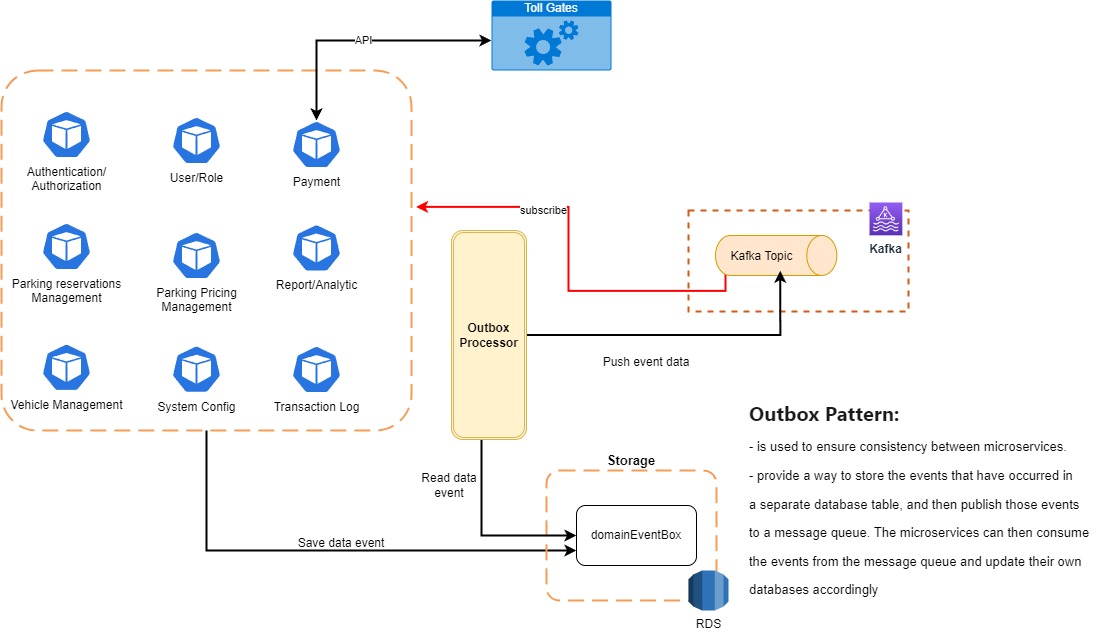 Toll Gates
API
Authentication/
Authorization
User/Role
Payment
Parking reservations
Management
Parking Pricing
Management
Report/Analytic
Vehicle Management
System Config
Transaction Log
subscribe
Kafka Topic
Kafka
Outbox
Processor
Push event data
Read data
event
Save data event
Storage
domainEventBox
RDS
Outbox Pattern:
- is used to ensure consistency between microservices.
- provide a way to store the events that have occurred in
a separate database table, and then publish those events
to a message queue. The microservices can then consume
the events from the message queue and update their own
databases accordingly